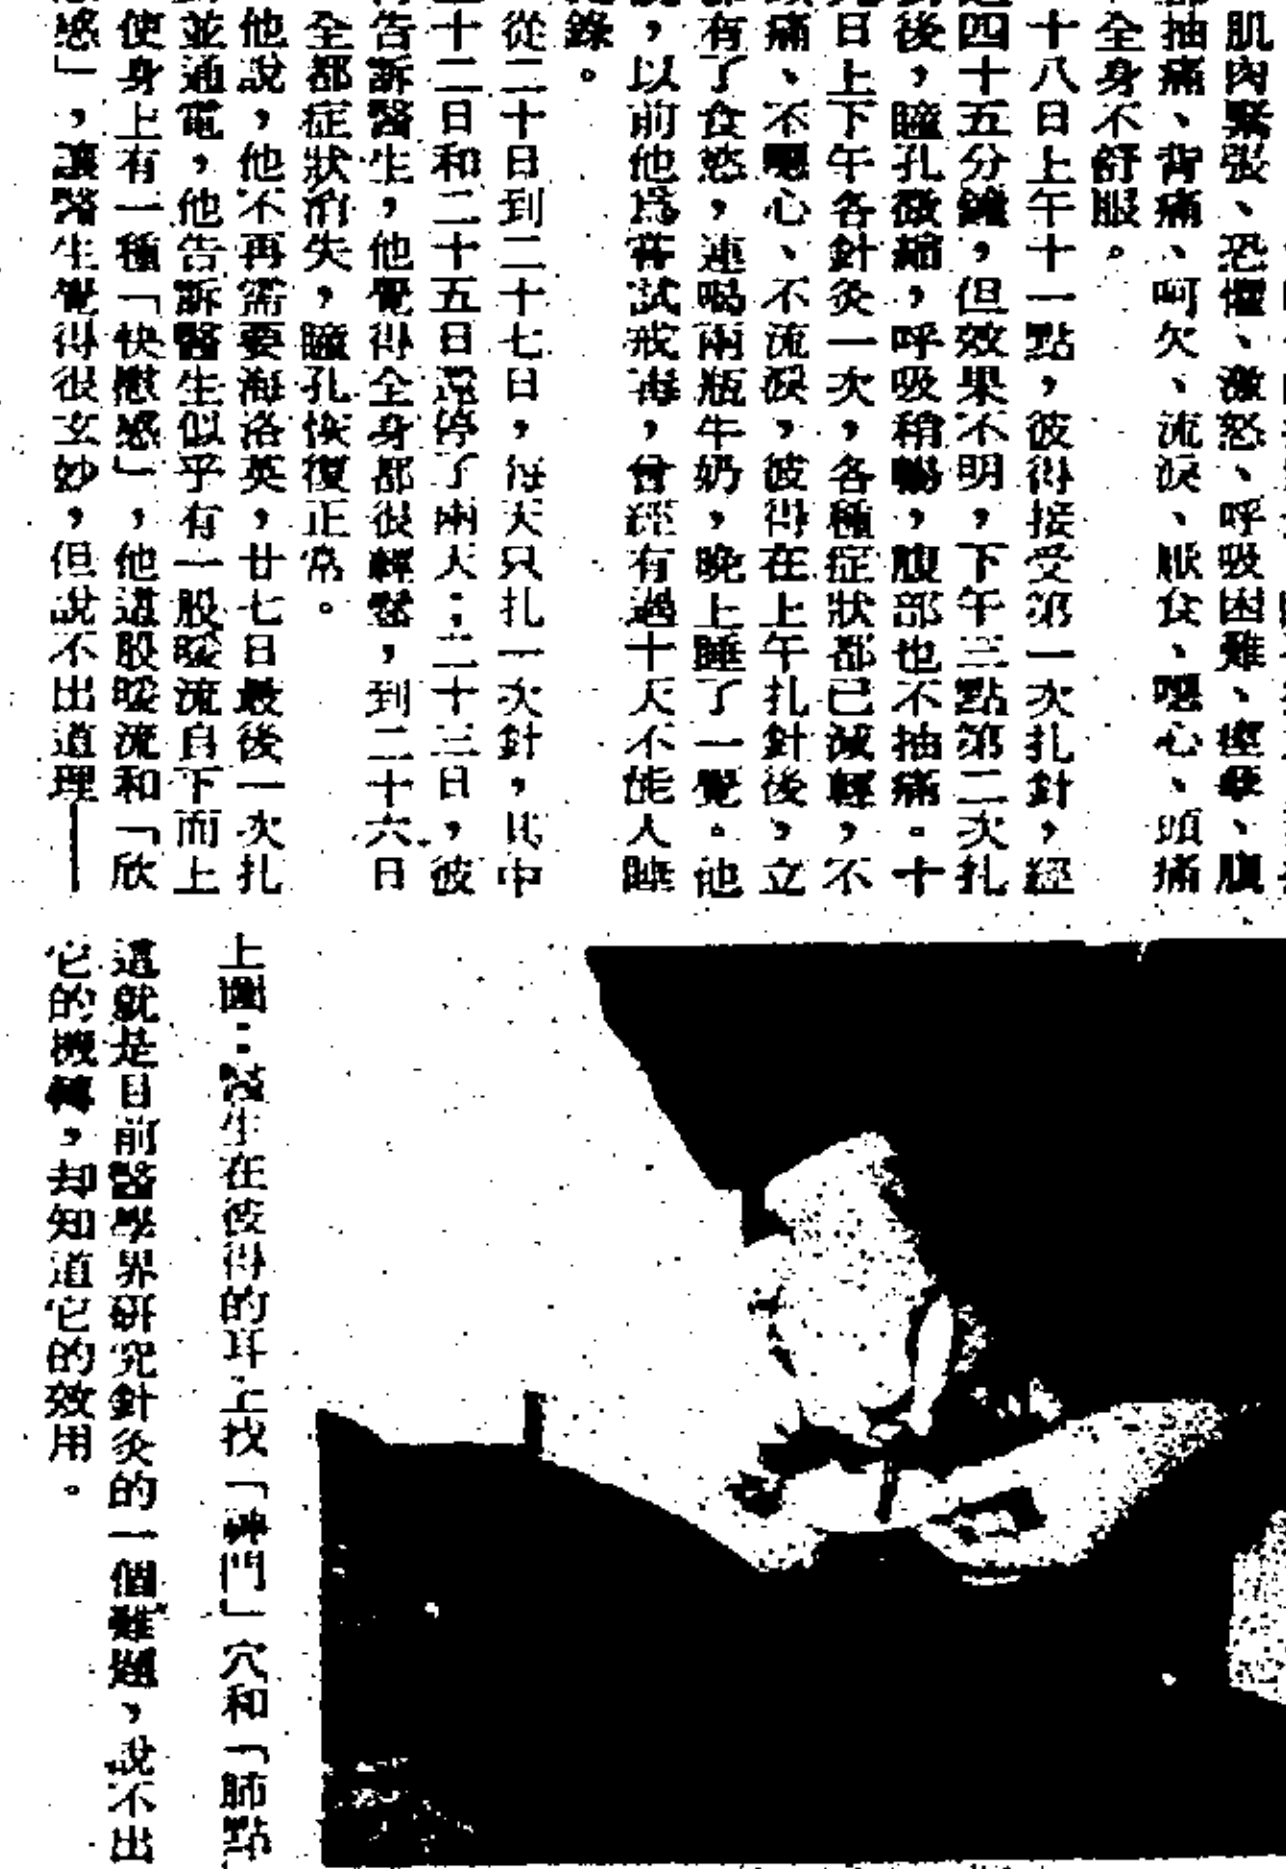 肌肉緊張、恐懼、激怒、呼吸困難、痙攣、腹
部抽痛、背痛、呵欠、流淚、厭食、噁心、頭痛
、全身不舒服。
十八日上午十一點,彼得接受第一次扎針,經
過四十五分鐘,但效果不明,下午三點第二次扎
針後,瞳孔微縮,呼吸稍暢,腹部也不抽痛。十
九日上下午各針灸一次,各種症狀都已減輕,不
頭痛、不噁心、不流淚,彼得在上午扎針後,立
都有了食慾,連喝兩瓶牛奶,晚上睡了一覺。他
說,以前他爲嘗試戒毒,曾經有過十天不能入睡
紀錄。
從二十日到二十七日,每天只扎一次針,其中
二十二日和二十五日還停了兩天;二十三日,彼
得告訴醫生,他覺得全身都很輕鬆,到二十六日
全都症狀消失,瞳孔恢復正常。
他說,他不再需要海洛英,廿七日最後一次扎
針並通電,他告訴醫生似乎有一股暖流自下而上
使身上有一種「快慰感」,他這股暖流和「欣
慰感」,讓醫生覺得很玄妙,但說不出道理——
上圖:醫生在彼得的耳上找「神門」穴和「肺點
這就是目前醫學界研究針灸的一個難題,說不出
它的機轉,却知道它的效用。